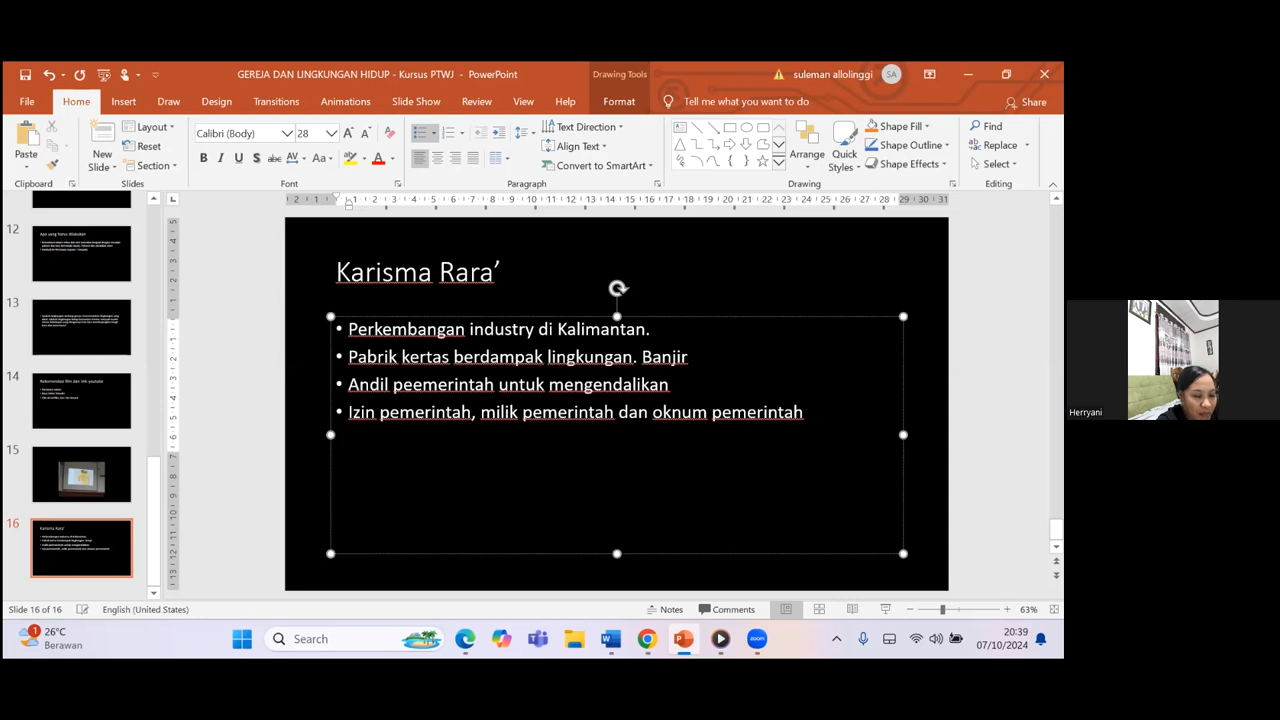 GEREJA DAN LINGKUNGAN HIDUP - Kursus PTWJ - PowerPoint
Drawing Tools
suleman allolinggi
SA
File
Home
Insert
Draw
Design
Transitions
Animations
Slide Show
Review
View
Help
Format
Tell me what you want to do
Share
Paste
New
Slide
Layout
Reset
Section
Calibri (Body)
28
Text Direction
Align Text
Convert to SmartArt
Arrange
Quick
Styles
Shape Fill
Shape Outline
Shape Effects
Find
Replace
Select
Clipboard
Slides
Font
Paragraph
Drawing
Editing
12
13
14
15
16
Karisma Rara’
• Perkembangan industry di Kalimantan.
• Pabrik kertas berdampak lingkungan. Banjir
• Andil peemerintah untuk mengendalikan
• Izin pemerintah, milik pemerintah dan oknum pemerintah
Herryani
Slide 16 of 16
English (United States)
Notes
Comments
63%
1
26°C
Berawan
Search
zoom
20:39
07/10/2024